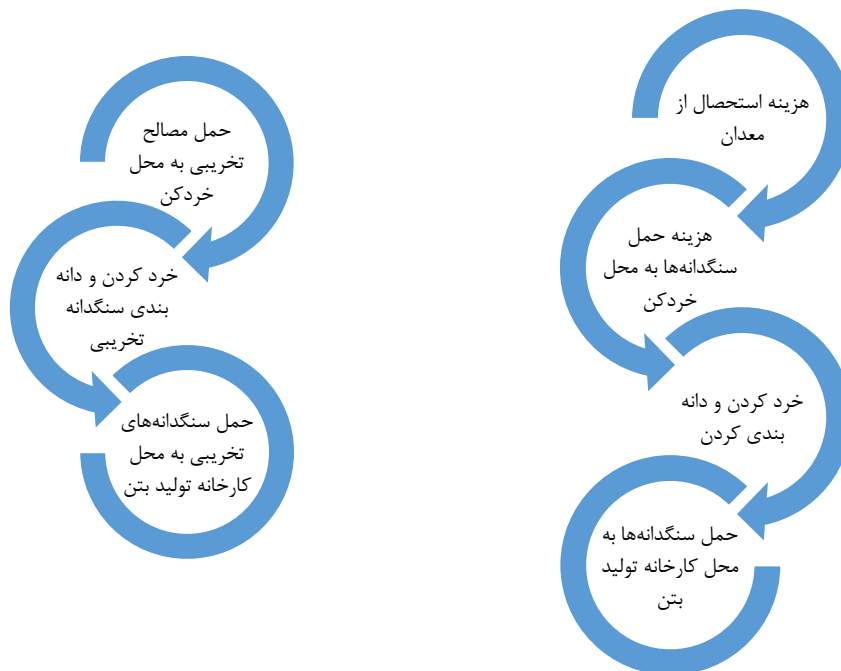 هزینه استحصال از
معدان
هزینه حمل
سنگدانه‌ها به محل
خردکن
خرد کردن و دانه
بندی کردن
حمل سنگدانه‌ها به
محل کارخانه تولید
بتن
حمل مصالح
تخریبی به محل
خردکن
خرد کردن و دانه
بندی سنگدانه
تخریبی
حمل سنگدانه‌های
تخریبی به محل
کارخانه تولید بتن